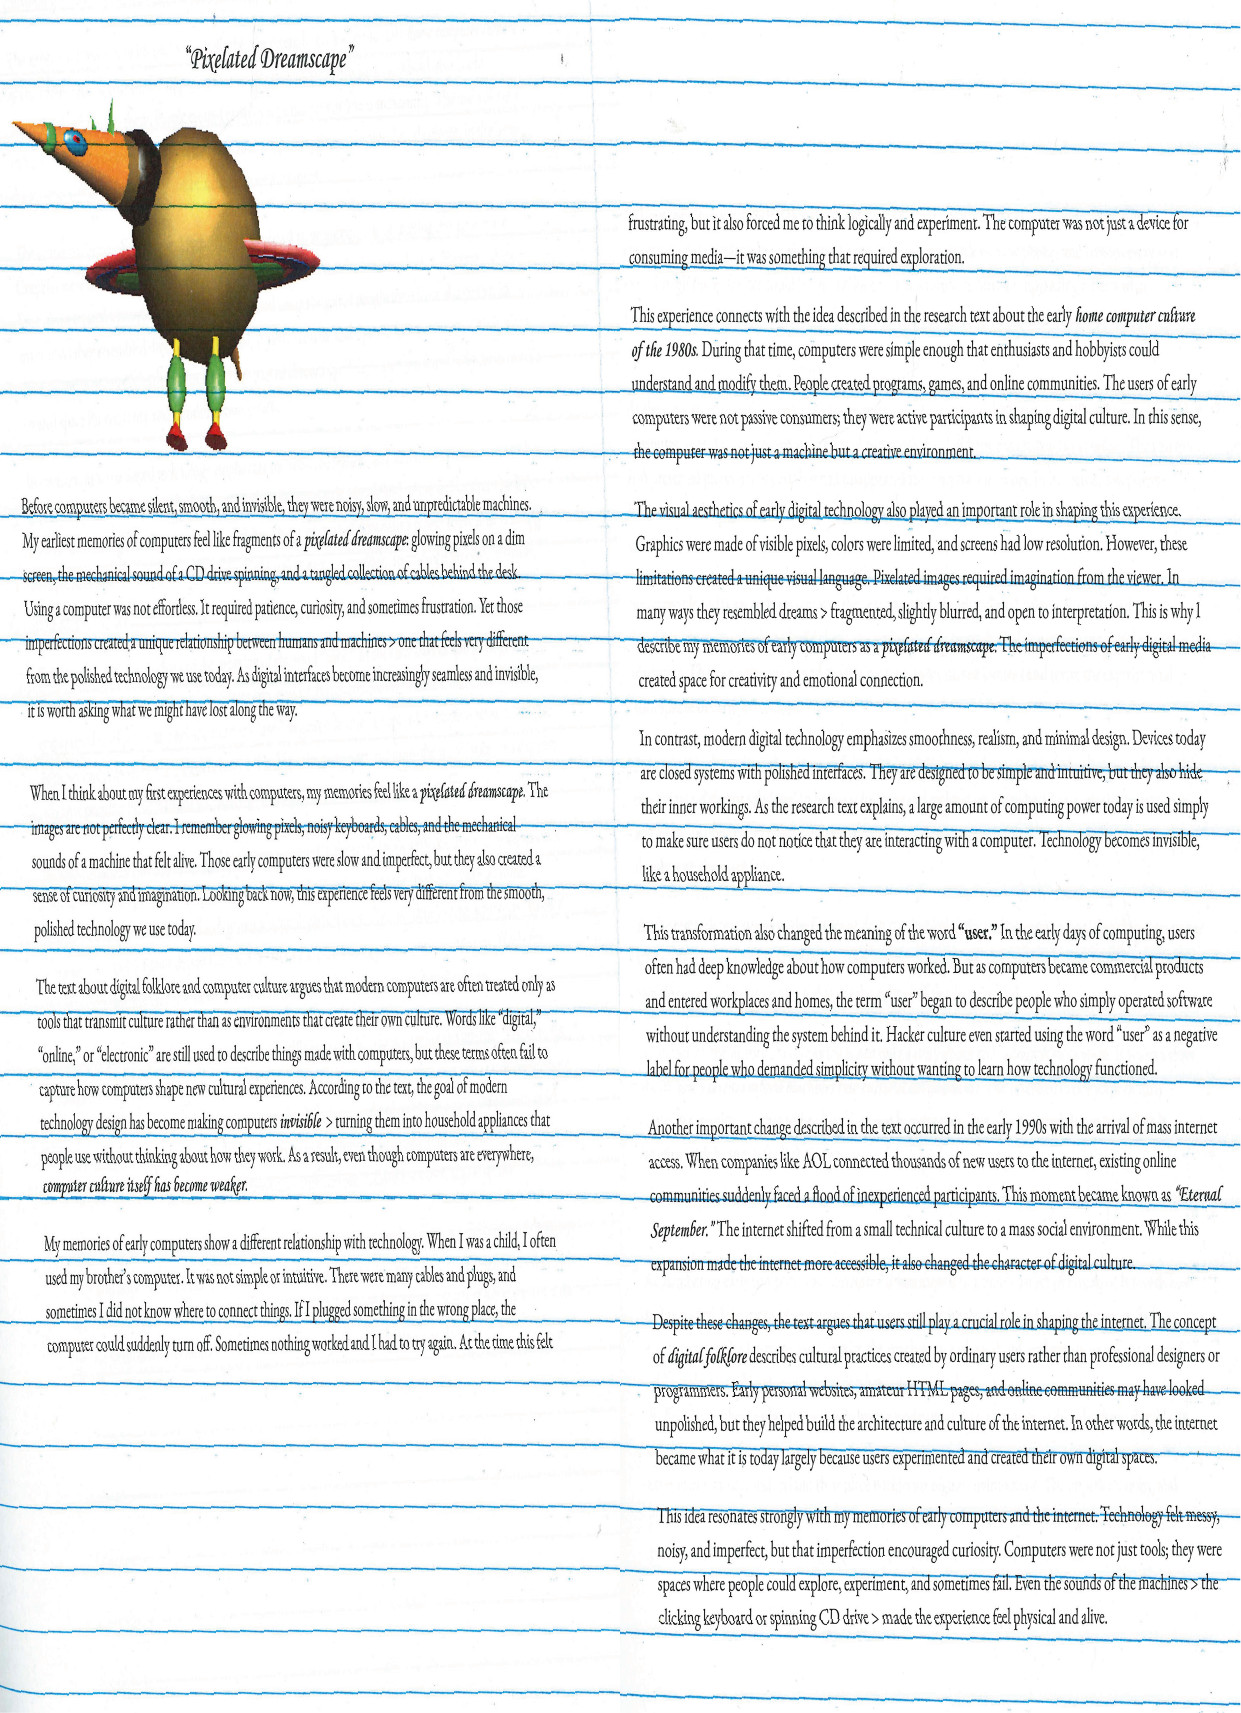 “Pixelated Dreamscape”
Before computers became silent, smooth, and invisible, they were noisy, slow, and unpredictable machines.
My earliest memories of computers feel like fragments of a pixelated dreamscape: glowing pixels on a dim
screen, the mechanical sound of a CD drive spinning, and a tangled collection of cables behind the desk.
Using a computer was not effortless. It required patience, curiosity, and sometimes frustration. Yet those
imperfections created a unique relationship between humans and machines > one that feels very different
from the polished technology we use today. As digital interfaces become increasingly seamless and invisible,
it is worth asking what we might have lost along the way.
When I think about my first experiences with computers, my memories feel like a pixelated dreamscape. The
images are not perfectly clear. I remember glowing pixels, noisy keyboards, cables, and the mechanical
sounds of a machine that felt alive. Those early computers were slow and imperfect, but they also created a
sense of curiosity and imagination. Looking back now, this experience feels very different from the smooth,
polished technology we use today.
The text about digital folklore and computer culture argues that modern computers are often treated only as
tools that transmit culture rather than as environments that create their own culture. Words like “digital,”
“online,” or “electronic” are still used to describe things made with computers, but these terms often fail to
capture how computers shape new cultural experiences. According to the text, the goal of modern
technology design has become making computers invisible > turning them into household appliances that
people use without thinking about how they work. As a result, even though computers are everywhere,
computer culture itself has become weaker.
My memories of early computers show a different relationship with technology. When I was a child, I often
used my brother’s computer. It was not simple or intuitive. There were many cables and plugs, and
sometimes I did not know where to connect things. If I plugged something in the wrong place, the
computer could suddenly turn off. Sometimes nothing worked and I had to try again. At the time this felt
frustrating, but it also forced me to think logically and experiment. The computer was not just a device for
consuming media—it was something that required exploration.
This experience connects with the idea described in the research text about the early home computer culture
of the 1980s. During that time, computers were simple enough that enthusiasts and hobbyists could
understand and modify them. People created programs, games, and online communities. The users of early
computers were not passive consumers; they were active participants in shaping digital culture. In this sense,
the computer was not just a machine but a creative environment.
The visual aesthetics of early digital technology also played an important role in shaping this experience.
Graphics were made of visible pixels, colors were limited, and screens had low resolution. However, these
limitations created a unique visual language. Pixelated images required imagination from the viewer. In
many ways they resembled dreams > fragmented, slightly blurred, and open to interpretation. This is why I
describe my memories of early computers as a pixelated dreamscape. The imperfections of early digital media
created space for creativity and emotional connection.
In contrast, modern digital technology emphasizes smoothness, realism, and minimal design. Devices today
are closed systems with polished interfaces. They are designed to be simple and intuitive, but they also hide
their inner workings. As the research text explains, a large amount of computing power today is used simply
to make sure users do not notice that they are interacting with a computer. Technology becomes invisible,
like a household appliance.
This transformation also changed the meaning of the word “user.” In the early days of computing, users
often had deep knowledge about how computers worked. But as computers became commercial products
and entered workplaces and homes, the term “user” began to describe people who simply operated software
without understanding the system behind it. Hacker culture even started using the word “user” as a negative
label for people who demanded simplicity without wanting to learn how technology functioned.
Another important change described in the text occurred in the early 1990s with the arrival of mass internet
access. When companies like AOL connected thousands of new users to the internet, existing online
communities suddenly faced a flood of inexperienced participants. This moment became known as “Eternal
September.” The internet shifted from a small technical culture to a mass social environment. While this
expansion made the internet more accessible, it also changed the character of digital culture.
Despite these changes, the text argues that users still play a crucial role in shaping the internet. The concept
of digital folklore describes cultural practices created by ordinary users rather than professional designers or
programmers. Early personal websites, amateur HTML pages, and online communities may have looked
unpolished, but they helped build the architecture and culture of the internet. In other words, the internet
became what it is today largely because users experimented and created their own digital spaces.
This idea resonates strongly with my memories of early computers and the internet. Technology felt messy,
noisy, and imperfect, but that imperfection encouraged curiosity. Computers were not just tools; they were
spaces where people could explore, experiment, and sometimes fail. Even the sounds of the machines > the
clicking keyboard or spinning CD drive > made the experience feel physical and alive.